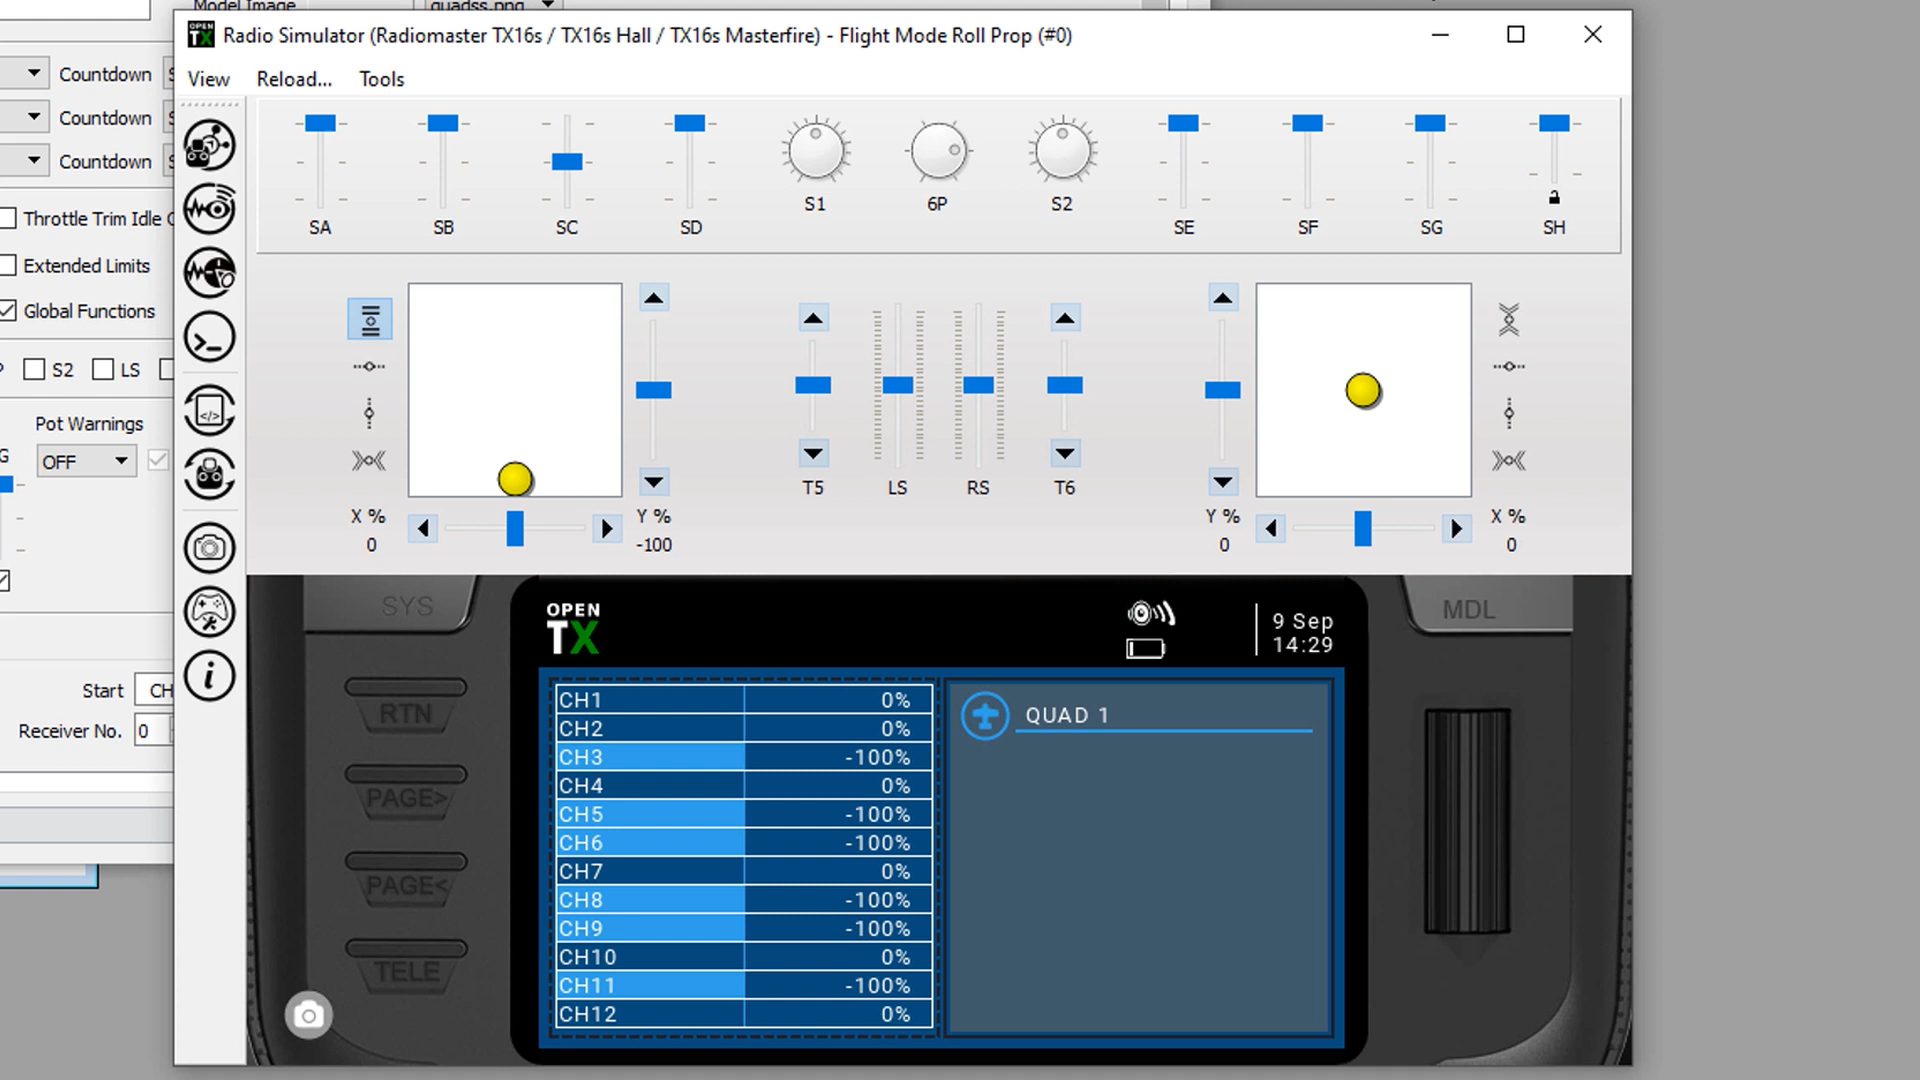 Model Image quadss.png
OPEN TX Radio Simulator (Radiomaster TX16s / TX16s Hall / TX16s Masterfire) - Flight Mode Roll Prop (#0)
View Reload... Tools
Countdown
Countdown
Countdown
Throttle Trim Idle
Extended Limits
Global Functions
S2 LS
Pot Warnings
G
OFF
Start CH
Receiver No. 0
SA SB SC SD S1 6P S2 SE SF SG SH
T5 LS RS T6
X % Y % Y % X %
0 -100 0 0
SYS
RTN
PAGE>
PAGE<
TELE
MDL
OPEN
TX
9 Sep
14:29
CH1 0%
CH2 0%
CH3 -100%
CH4 0%
CH5 -100%
CH6 -100%
CH7 0%
CH8 -100%
CH9 -100%
CH10 0%
CH11 -100%
CH12 0%
QUAD 1